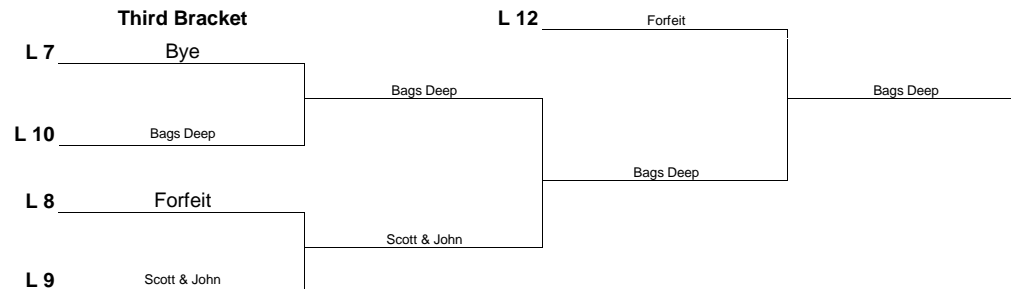 Third Bracket
L 12 Forfeit
L 7 Bye
Bags Deep
Bags Deep
L 10 Bags Deep
Bags Deep
L 8 Forfeit
Scott & John
L 9 Scott & John